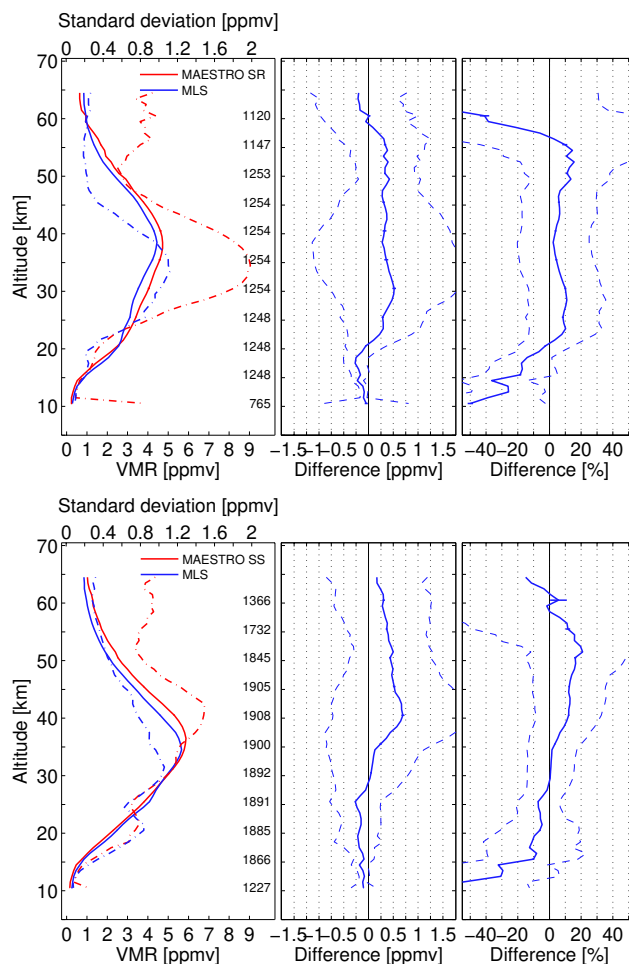 Standard deviation [ppmv]
0 0.4 0.8 1.2 1.6 2
70
60
50
40
30
20
10
Altitude [km]
MAESTRO SR
MLS
1120
1147
1253
1254
1254
1254
1254
1248
1248
1248
765
0 1 2 3 4 5 6 7 8 9
−1.5 −1 −0.5 0 0.5 1 1.5
−40 −20 0 20 40
VMR [ppmv]
Difference [ppmv]
Difference [%]
Standard deviation [ppmv]
0 0.4 0.8 1.2 1.6 2
70
60
50
40
30
20
10
Altitude [km]
MAESTRO SS
MLS
1366
1732
1845
1905
1908
1900
1892
1891
1885
1866
1227
0 1 2 3 4 5 6 7 8 9
−1.5 −1 −0.5 0 0.5 1 1.5
−40 −20 0 20 40
VMR [ppmv]
Difference [ppmv]
Difference [%]